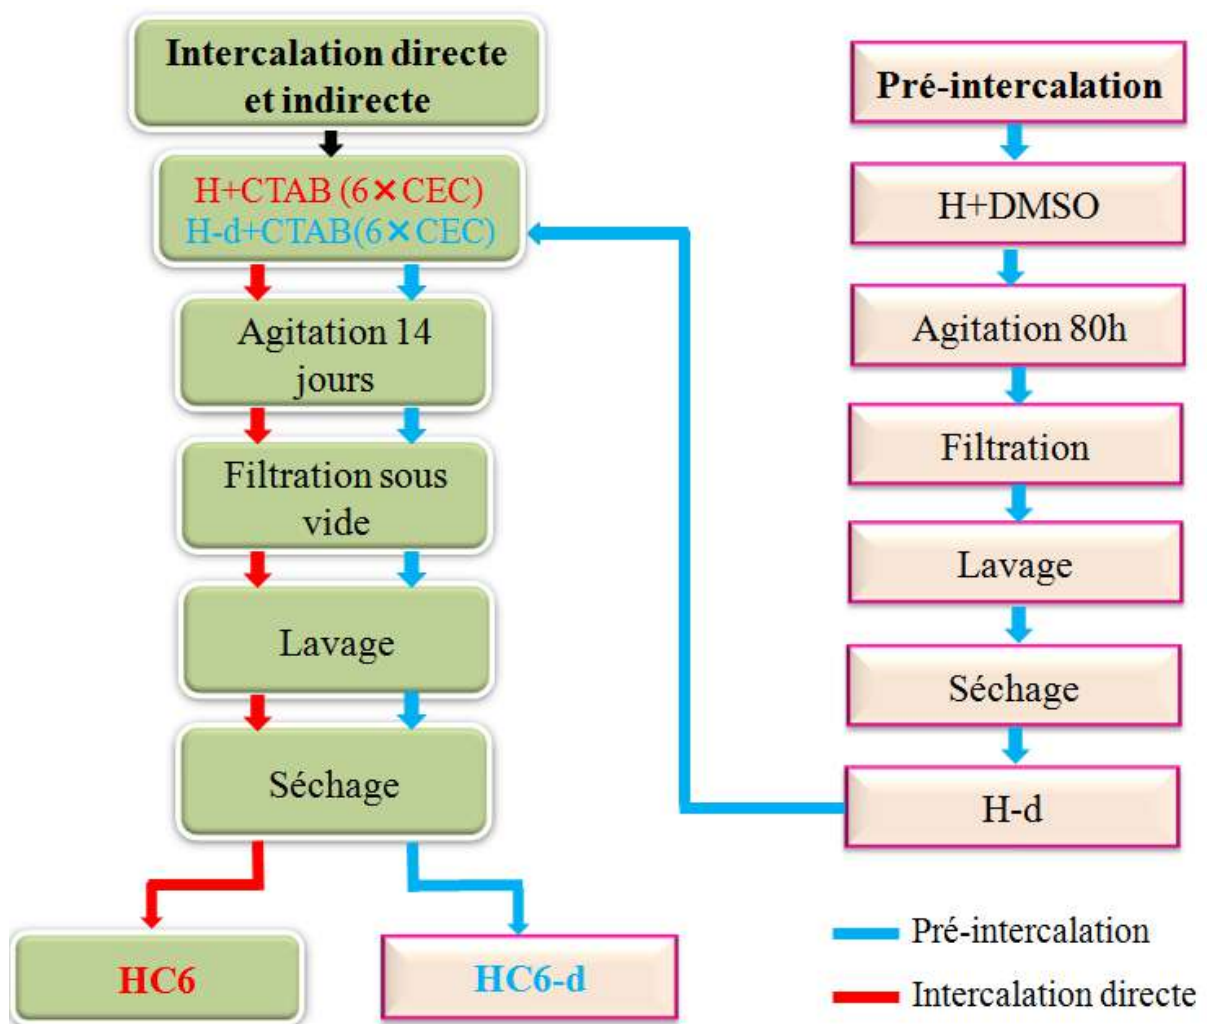 Intercalation directe
et indirecte
H+CTAB (6×CEC)
H-d+CTAB(6×CEC)
Agitation 14
jours
Filtration sous
vide
Lavage
Séchage
HC6
HC6-d
Pré-intercalation
H+DMSO
Agitation 80h
Filtration
Lavage
Séchage
H-d
Pré-intercalation
Intercalation directe